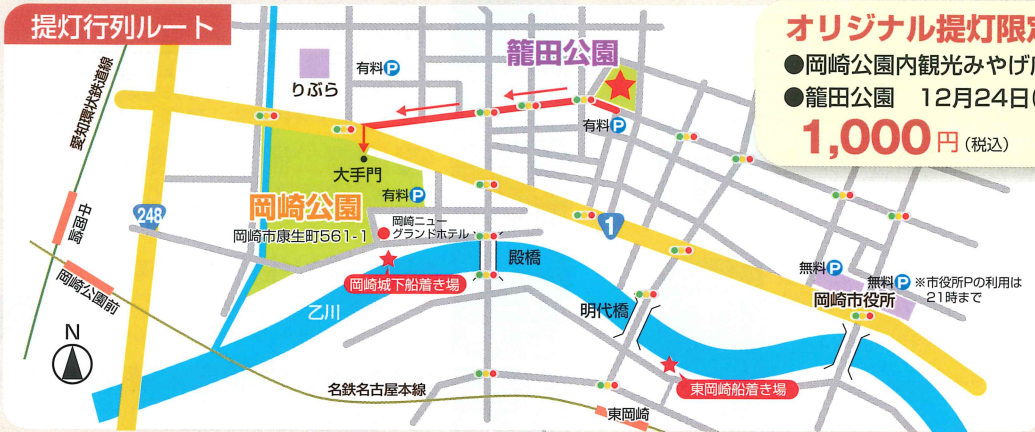 提灯行列ルート
オリジナル提灯限定
●岡崎公園内観光みやげ
●籠田公園 12月24日(
1,000円(税込)
愛知環状鉄道線
りぶら
有料P
籠田公園
有料P
大手門
有料P
岡崎公園
岡崎市康生町561-1
岡崎ニュー
グランドホテル
248
1
中岡崎
岡崎公園前
岡崎城下船着き場
殿橋
乙川
明代橋
無料P
無料P
※市役所Pの利用は
21時まで
岡崎市役所
N
名鉄名古屋本線
東岡崎船着き場
東岡崎